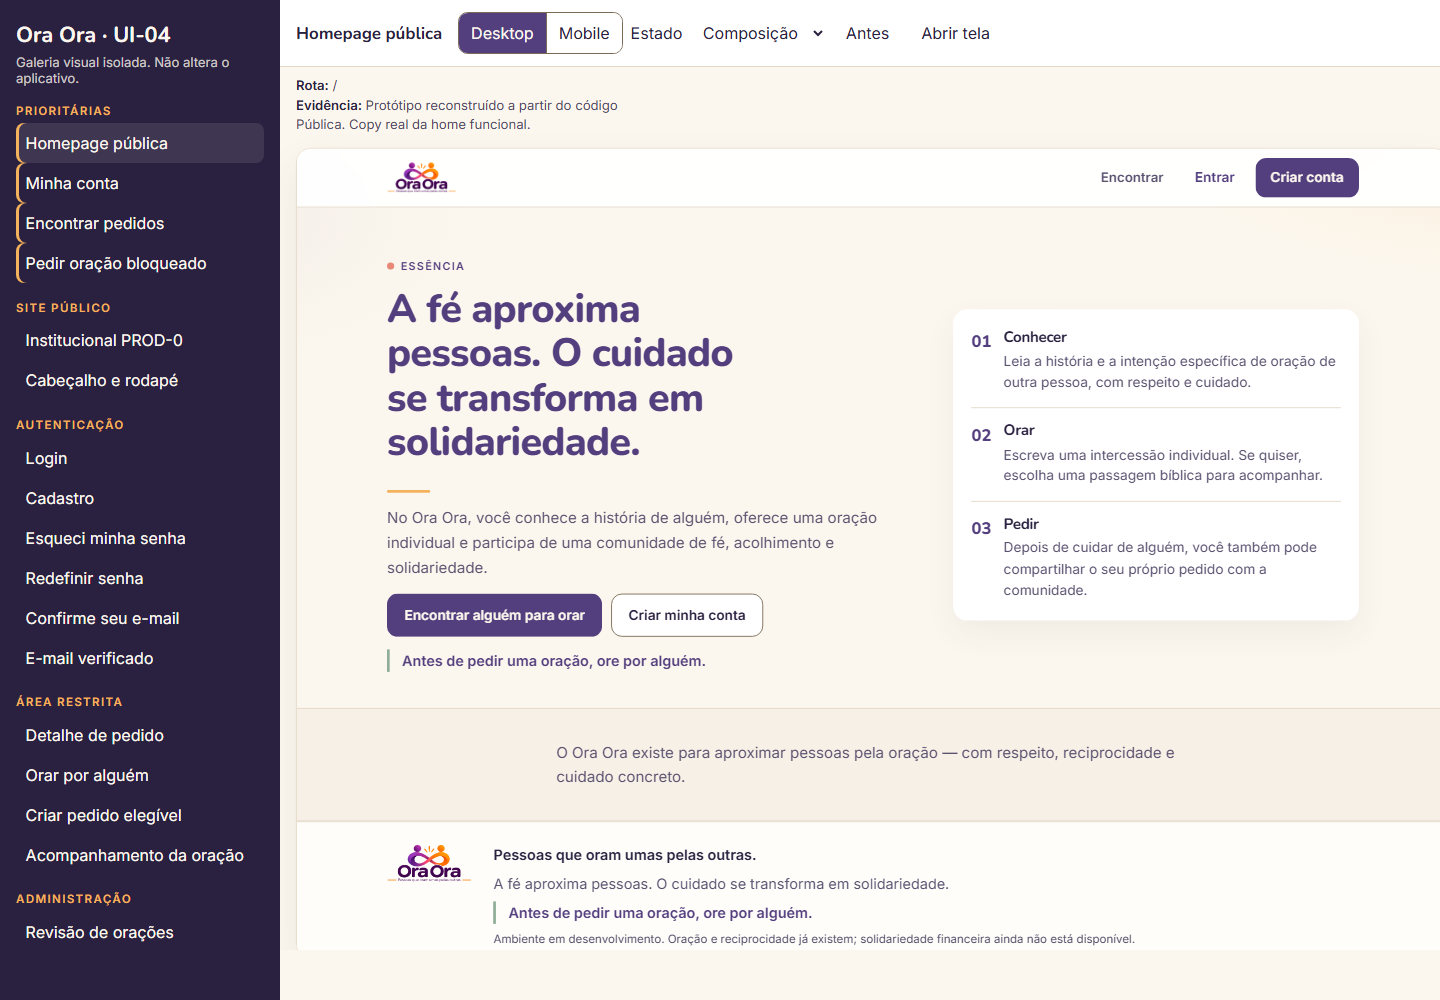 Ora Ora · UI-04
Galeria visual isolada. Não altera o
aplicativo.
PRIORITÁRIAS
Homepage pública
Minha conta
Encontrar pedidos
Pedir oração bloqueado
SITE PÚBLICO
Institucional PROD-0
Cabeçalho e rodapé
AUTENTICAÇÃO
Login
Cadastro
Esqueci minha senha
Redefinir senha
Confirme seu e-mail
E-mail verificado
ÁREA RESTRITA
Detalhe de pedido
Orar por alguém
Criar pedido elegível
Acompanhamento da oração
ADMINISTRAÇÃO
Revisão de orações
Homepage pública
Desktop
Mobile
Estado
Composição
Antes
Abrir tela
Rota: /
Evidência: Protótipo reconstruído a partir do código
Pública. Copy real da home funcional.
Ora Ora
Encontrar
Entrar
Criar conta
ESSÊNCIA
A fé aproxima
pessoas. O cuidado
se transforma em
solidariedade.
No Ora Ora, você conhece a história de alguém, oferece uma oração
individual e participa de uma comunidade de fé, acolhimento e
solidariedade.
Encontrar alguém para orar
Criar minha conta
Antes de pedir uma oração, ore por alguém.
01
Conhecer
Leia a história e a intenção específica de oração de
outra pessoa, com respeito e cuidado.
02
Orar
Escreva uma intercessão individual. Se quiser,
escolha uma passagem bíblica para acompanhar.
03
Pedir
Depois de cuidar de alguém, você também pode
compartilhar o seu próprio pedido com a
comunidade.
O Ora Ora existe para aproximar pessoas pela oração — com respeito, reciprocidade e
cuidado concreto.
Ora Ora
Pessoas que oram umas pelas outras.
A fé aproxima pessoas. O cuidado se transforma em solidariedade.
Antes de pedir uma oração, ore por alguém.
Ambiente em desenvolvimento. Oração e reciprocidade já existem; solidariedade financeira ainda não está disponível.